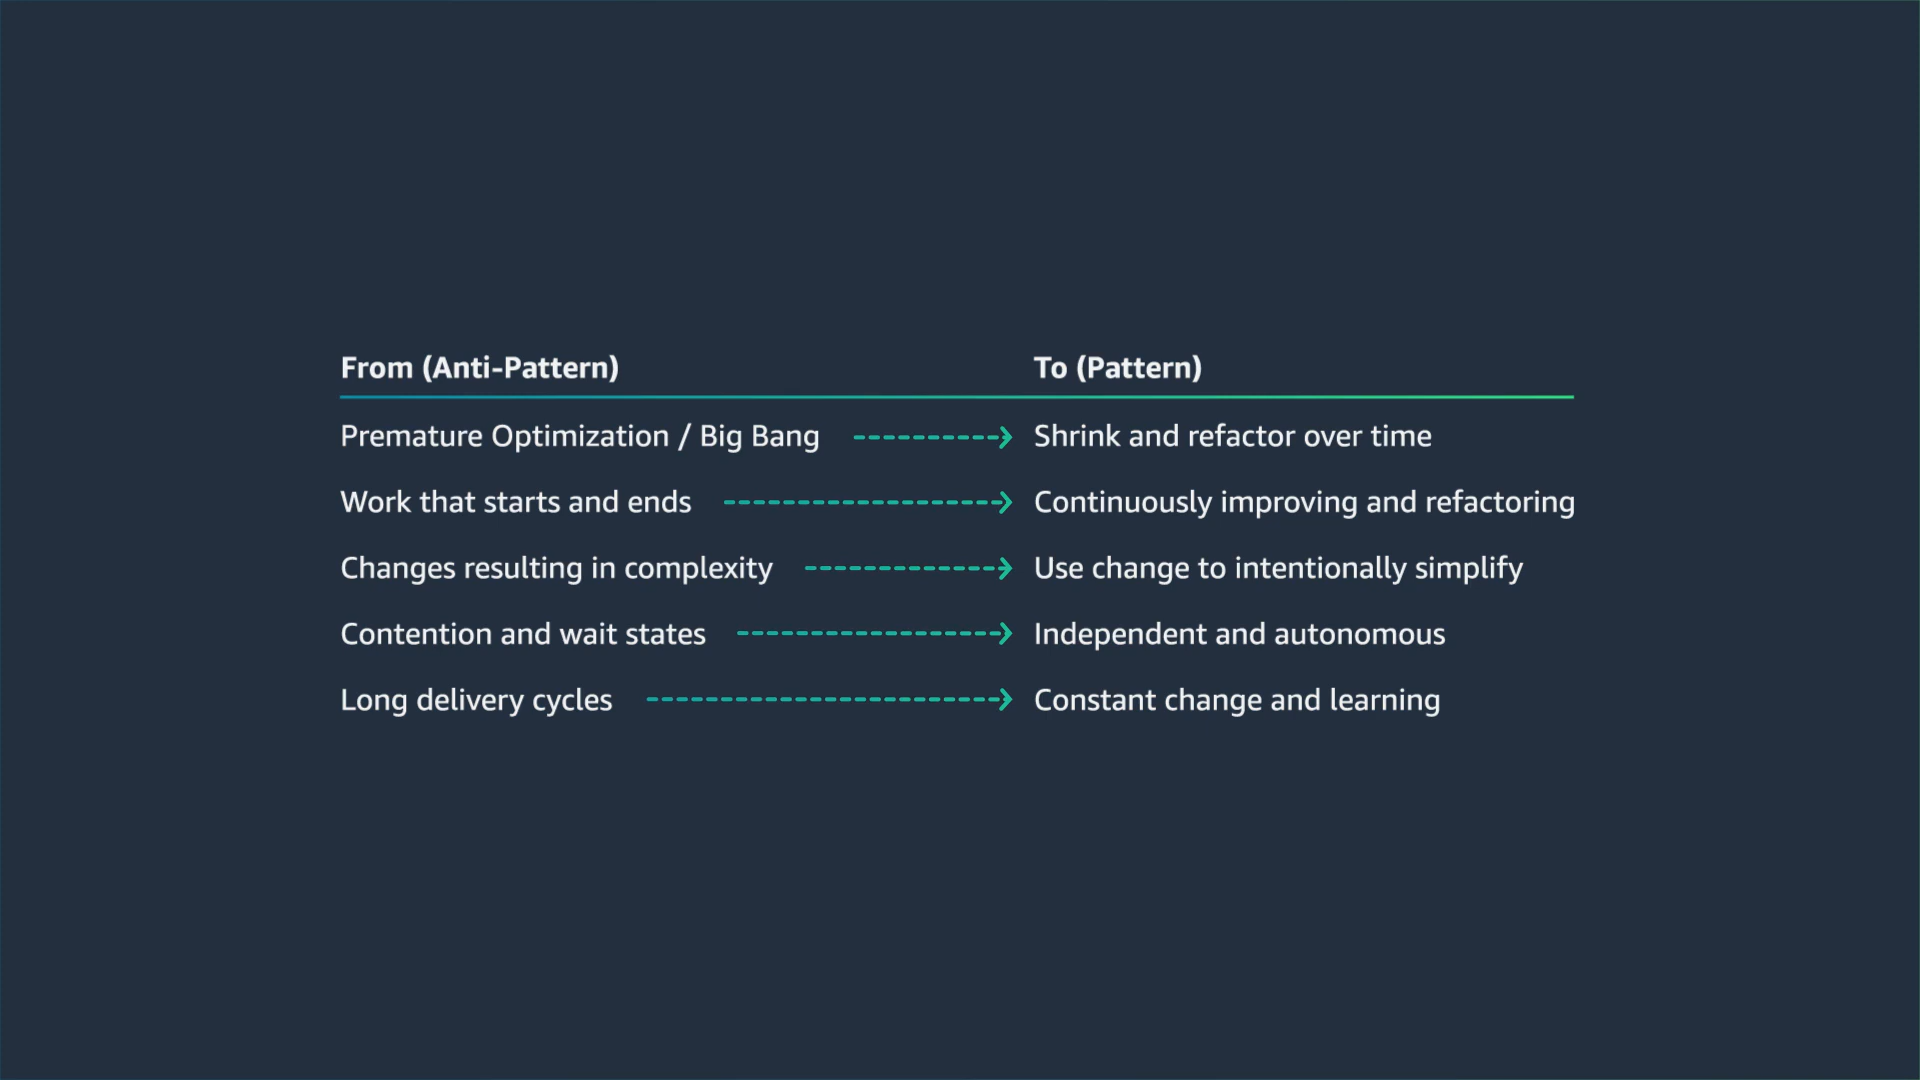 From (Anti-Pattern) To (Pattern)
Premature Optimization / Big Bang Shrink and refactor over time
Work that starts and ends Continuously improving and refactoring
Changes resulting in complexity Use change to intentionally simplify
Contention and wait states Independent and autonomous
Long delivery cycles Constant change and learning